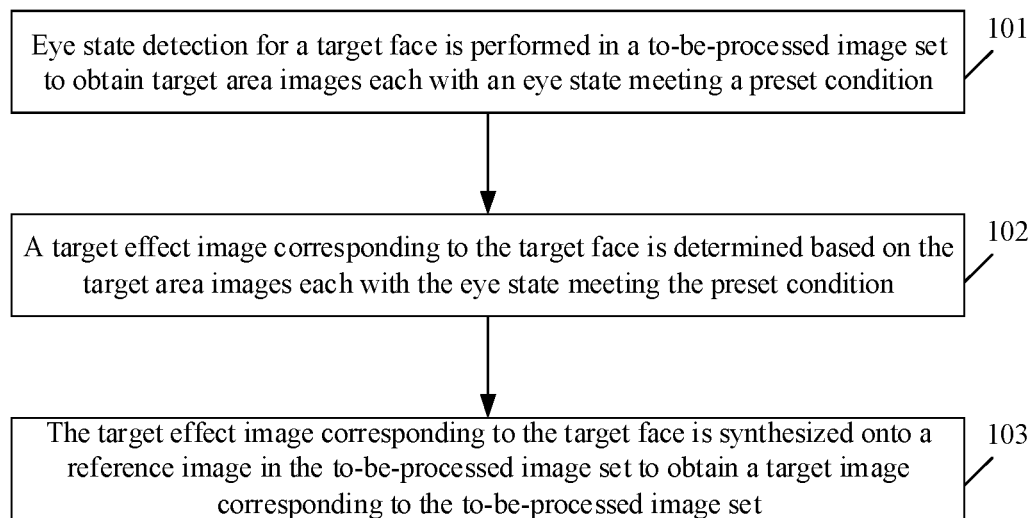 101
Eye state detection for a target face is performed in a to-be-processed image set
to obtain target area images each with an eye state meeting a preset condition
102
A target effect image corresponding to the target face is determined based on the
target area images each with the eye state meeting the preset condition
103
The target effect image corresponding to the target face is synthesized onto a
reference image in the to-be-processed image set to obtain a target image
corresponding to the to-be-processed image set